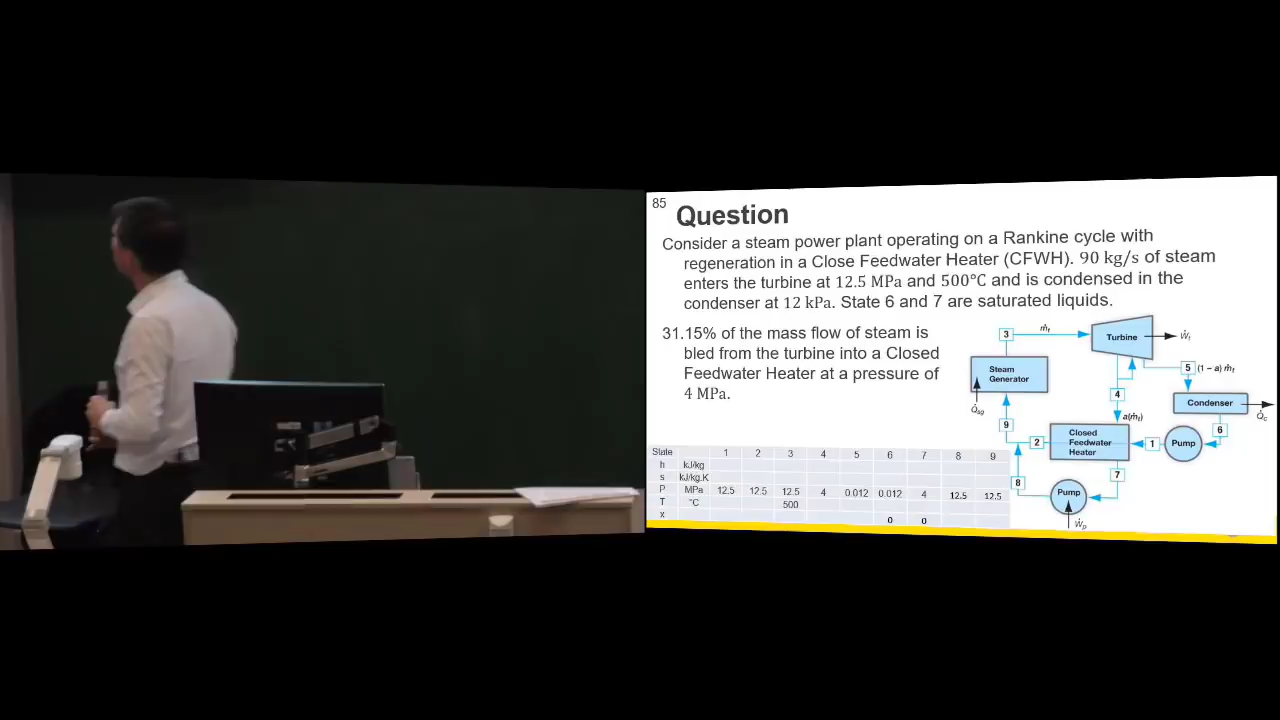 85
Question
Consider a steam power plant operating on a Rankine cycle with
regeneration in a Close Feedwater Heater (CFWH). 90 kg/s of steam
enters the turbine at 12.5 MPa and 500°C and is condensed in the
condenser at 12 kPa. State 6 and 7 are saturated liquids.
31.15% of the mass flow of steam is
bled from the turbine into a Closed
Feedwater Heater at a pressure of
4 MPa.
3
ṁt
Turbine
Ẇt
Steam
Generator
Q̇sg
5
(1 − a) ṁt
4
Condenser
Q̇c
a(ṁt)
9
2
Closed
Feedwater
Heater
1
Pump
6
7
8
Pump
Ẇp
State 1 2 3 4 5 6 7 8 9
h kJ/kg
s kJ/kg.K
P MPa 12.5 12.5 12.5 4 0.012 0.012 4 12.5 12.5
T °C 500
x 0 0